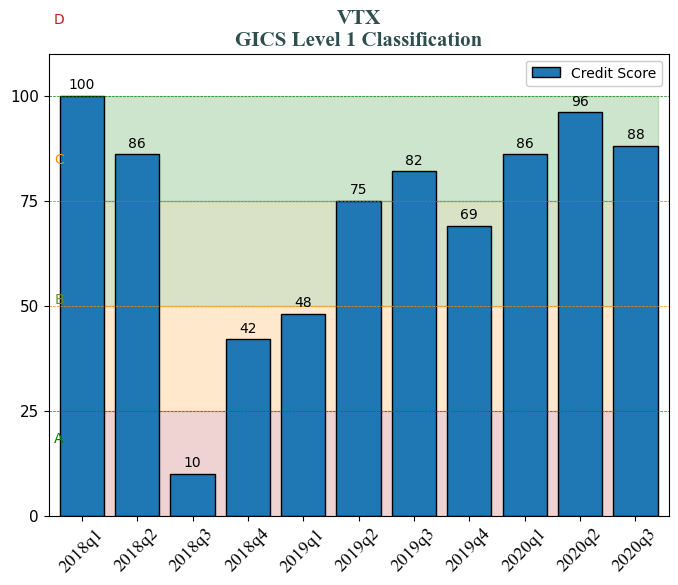 D
VTX
GICS Level 1 Classification
Credit Score
100
75
50
25
0
C
B
A
100
86
10
42
48
75
82
69
86
96
88
2018q1
2018q2
2018q3
2018q4
2019q1
2019q2
2019q3
2019q4
2020q1
2020q2
2020q3